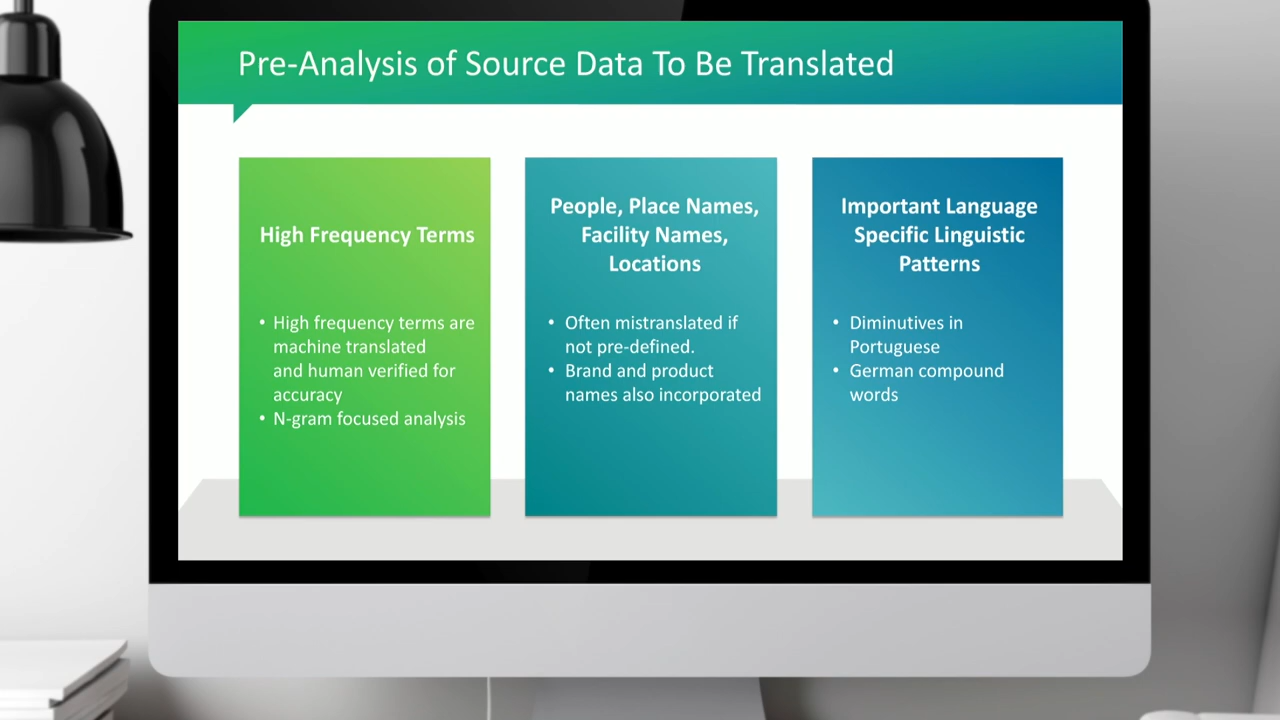 Pre-Analysis of Source Data To Be Translated
High Frequency Terms
• High frequency terms are
machine translated
and human verified for
accuracy
• N-gram focused analysis
People, Place Names,
Facility Names,
Locations
• Often mistranslated if
not pre-defined.
• Brand and product
names also incorporated
Important Language
Specific Linguistic
Patterns
• Diminutives in
Portuguese
• German compound
words